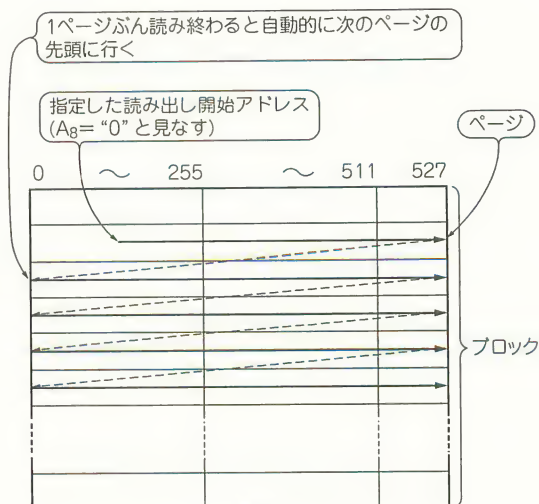 1ページぶん読み終わると自動的に次のページの
先頭に行く
指定した読み出し開始アドレス
(A8＝“0”と見なす)
ページ
0 ～ 255 ～ 511 527
ブロック